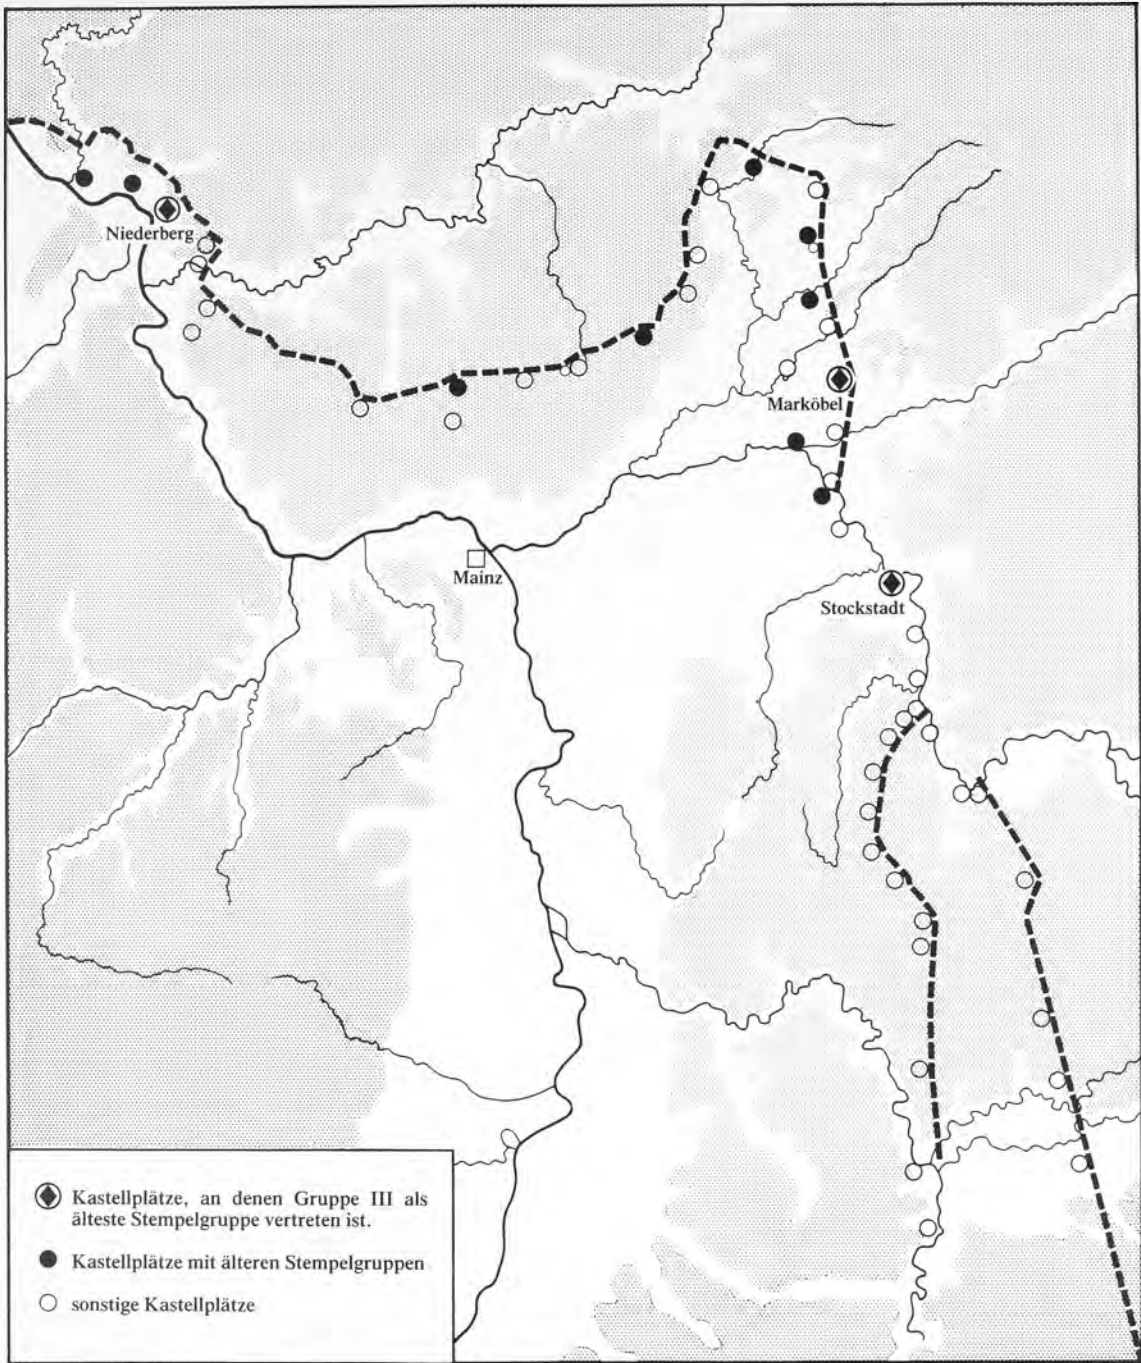 Niederberg
Marköbel
Mainz
Stockstadt
Kastellplätze, an denen Gruppe III als
älteste Stempelgruppe vertreten ist.
Kastellplätze mit älteren Stempelgruppen
sonstige Kastellplätze